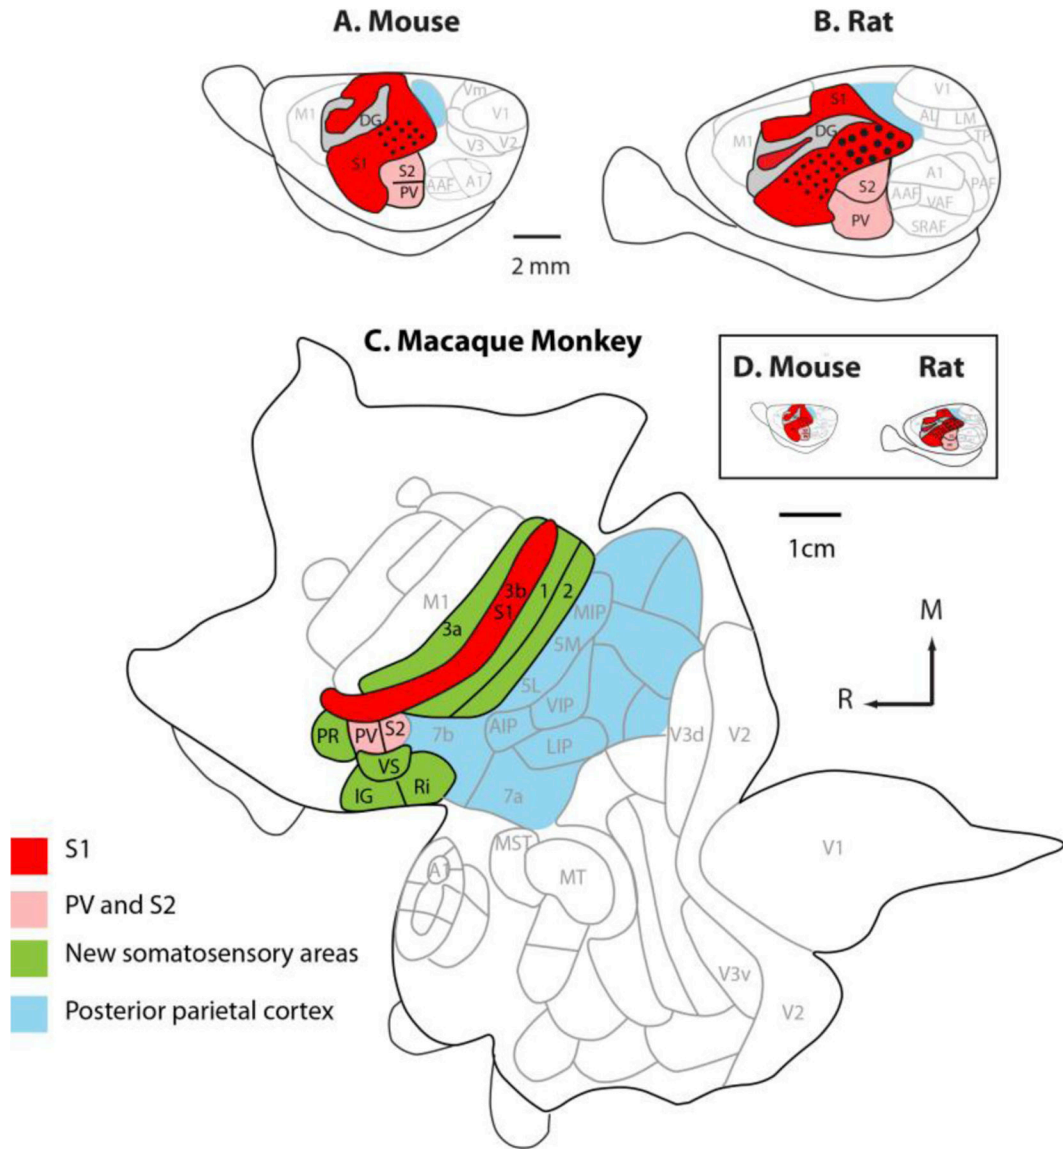 A. Mouse
B. Rat
M1
DG
S1
S2
PV
Vm
V1
V3
V2
AAF
A1
2 mm
M1
S1
DG
S2
PV
V1
AL
LM
TP
A1
AAF
VAF
PAF
SRAF
C. Macaque Monkey
D. Mouse
Rat
1cm
M1
3a
3b
S1
1
2
MIP
5M
5L
VIP
AIP
LIP
7b
7a
PR
PV
S2
VS
IG
Ri
V3d
V2
M
R
A1
MST
MT
V1
V3v
V2
S1
PV and S2
New somatosensory areas
Posterior parietal cortex